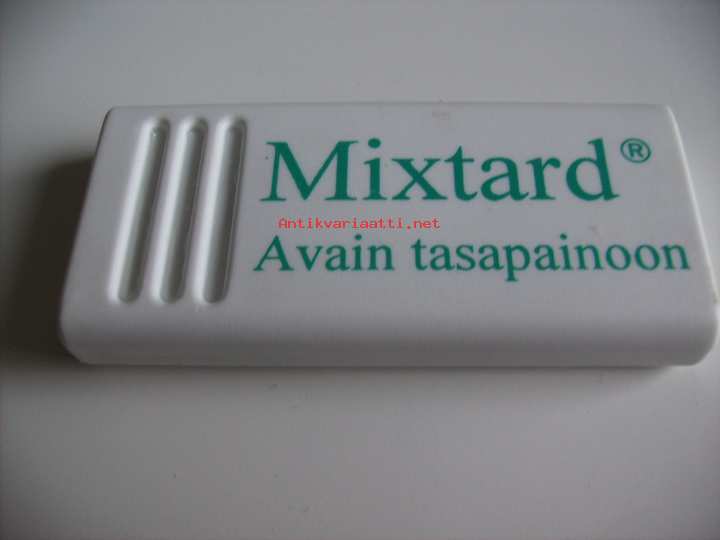 Mixtard®
Antikvariaatti.net
Avain tasapainoon